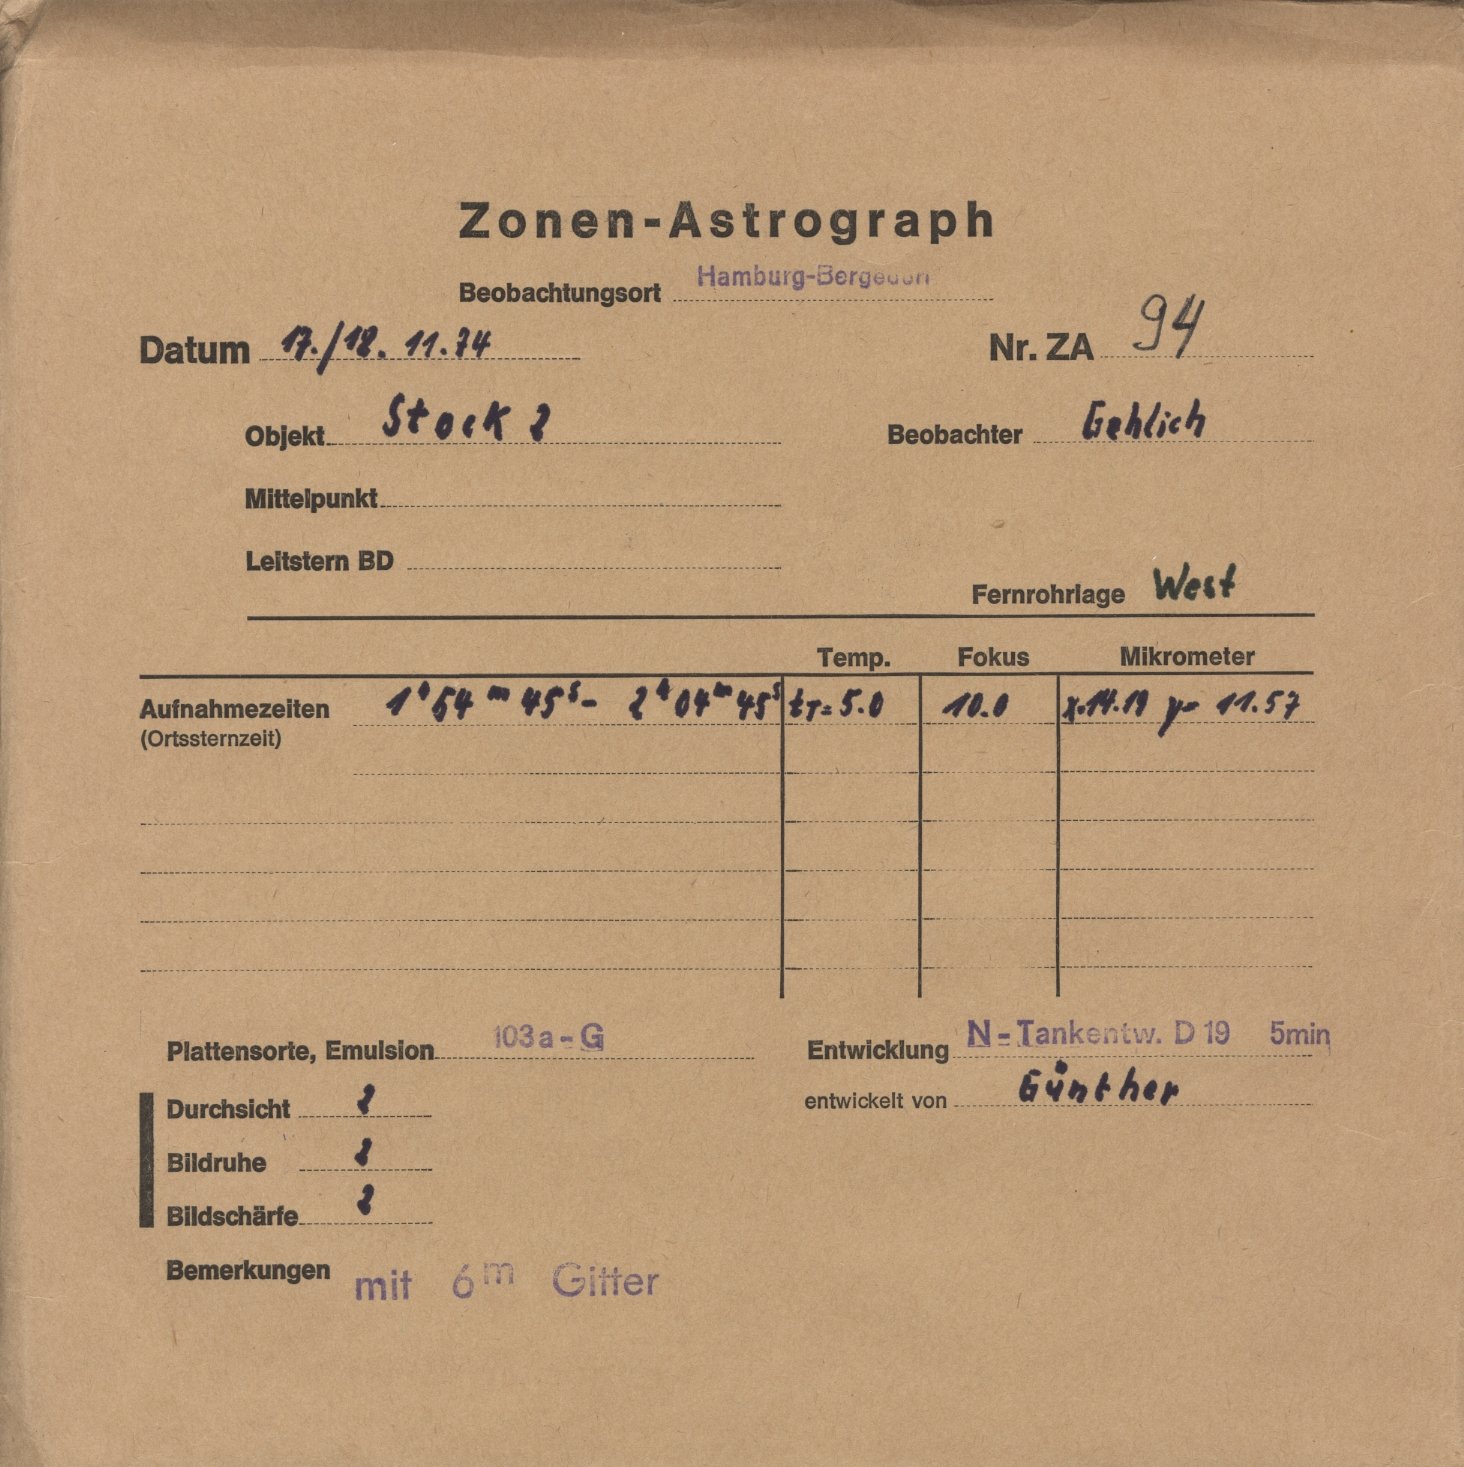 Zonen-Astrograph
Beobachtungsort Hamburg-Bergedorf
Datum 17./18. 11.74 Nr. ZA 94
Objekt Stock 2 Beobachter Gehlich
Mittelpunkt
Leitstern BD
Fernrohrlage West
Temp. Fokus Mikrometer
Aufnahmezeiten 1h 54m 45s - 2h 04m 45s tT= 5.0 10.0 x=14.19 y= 11.57
(Ortssternzeit)
Plattensorte, Emulsion 103a-G Entwicklung N-Tankentw. D19 5min
Durchsicht 2 entwickelt von Günther
Bildruhe 2
Bildschärfe 2
Bemerkungen mit 6m Gitter